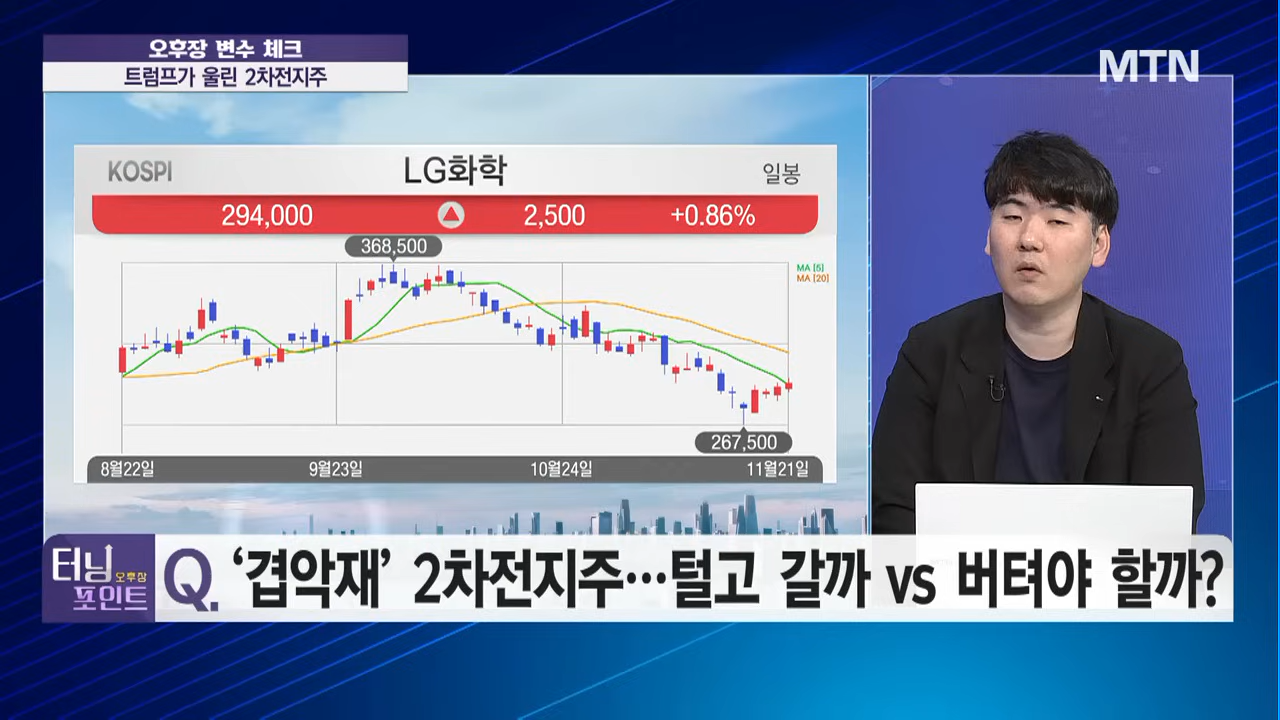 오후장 변수 체크
트럼프가 울린 2차전지주
MTN
KOSPI LG화학 일봉
294,000 2,500 +0.86%
368,500
MA [5]
MA [20]
267,500
8월22일 9월23일 10월24일 11월21일
터닝 오후장
포인트
Q. ‘겹악재’ 2차전지주…털고 갈까 vs 버텨야 할까?